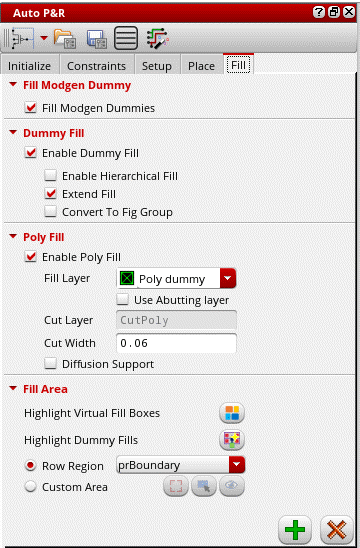 Auto P&R
Initialize Constraints Setup Place Fill
Fill Modgen Dummy
Fill Modgen Dummies
Dummy Fill
Enable Dummy Fill
Enable Hierarchical Fill
Extend Fill
Convert To Fig Group
Poly Fill
Enable Poly Fill
Fill Layer Poly dummy
Use Abutting layer
Cut Layer CutPoly
Cut Width 0.06
Diffusion Support
Fill Area
Highlight Virtual Fill Boxes
Highlight Dummy Fills
Row Region prBoundary
Custom Area